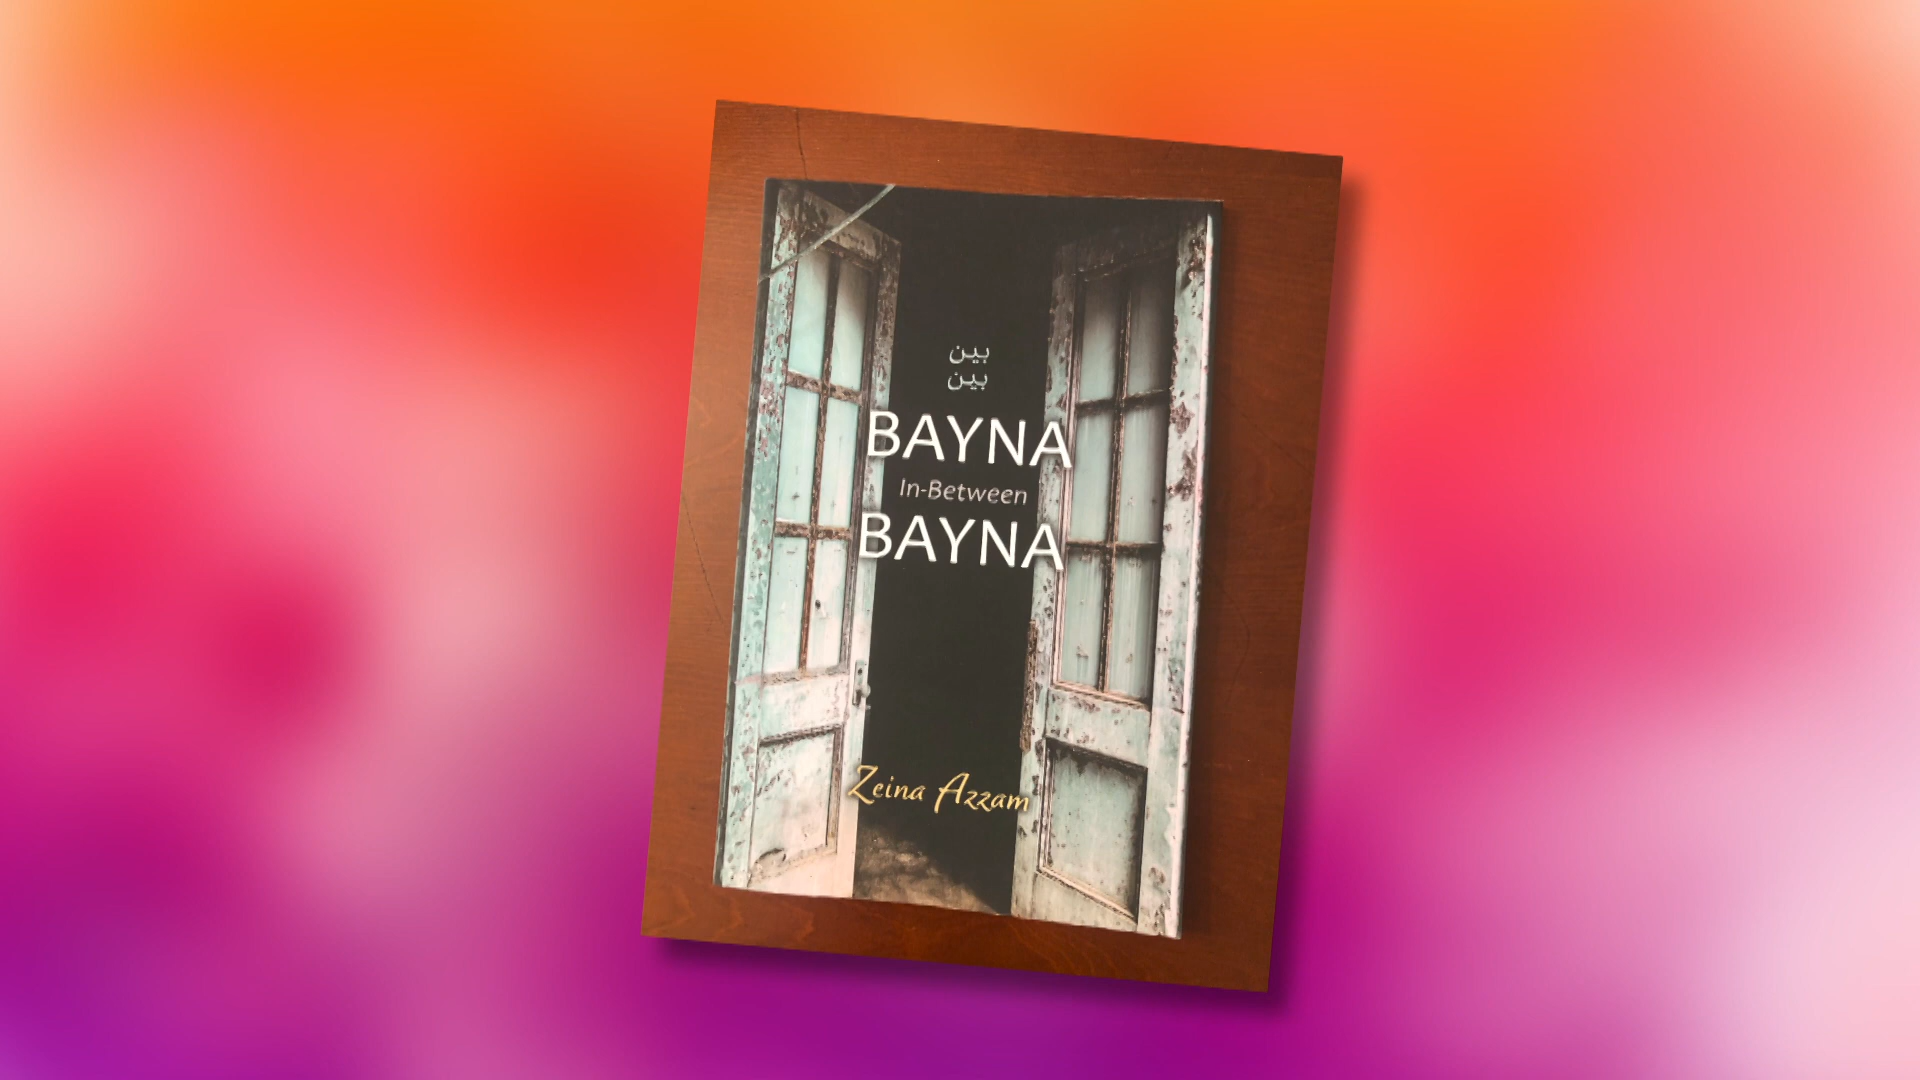 بين
بين
BAYNA
In-Between
BAYNA
Zeina Azzam